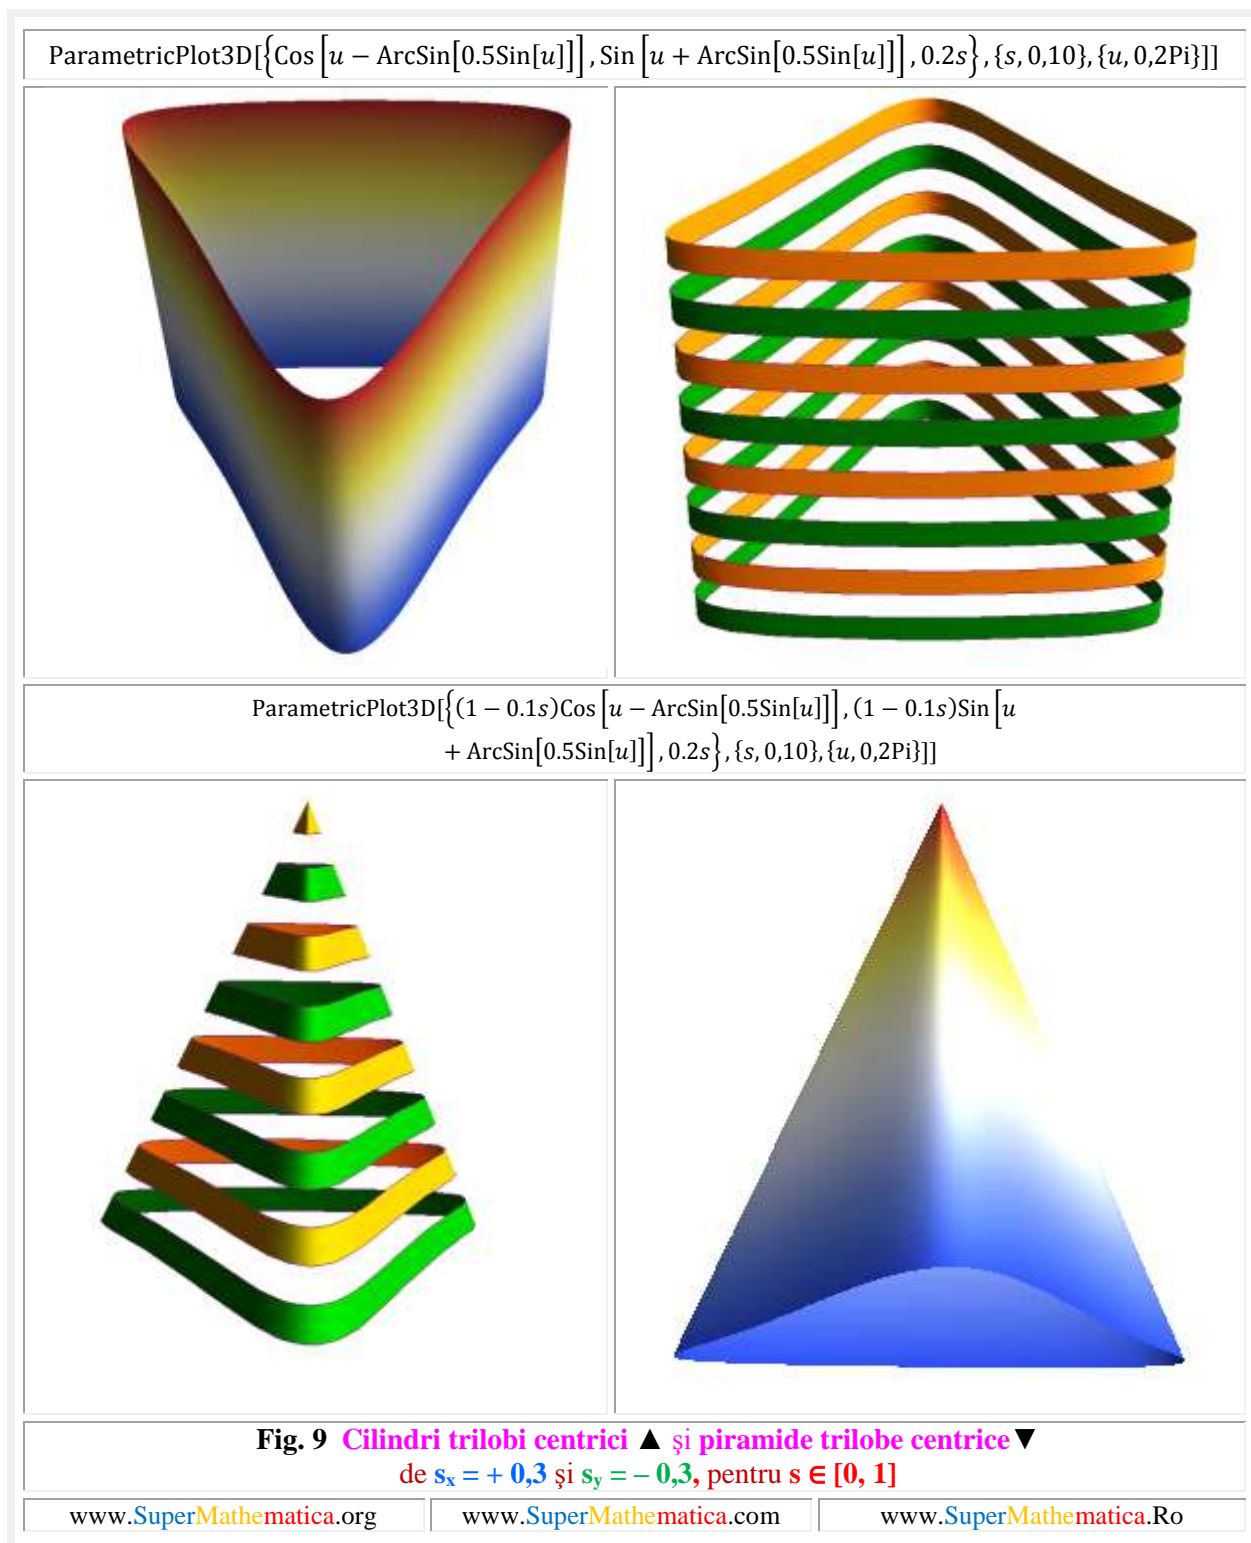 ParametricPlot3D[{Cos[u − ArcSin[0.5Sin[u]]], Sin[u + ArcSin[0.5Sin[u]]], 0.2s}, {s, 0,10}, {u, 0,2Pi}]]
ParametricPlot3D[{(1 − 0.1s)Cos[u − ArcSin[0.5Sin[u]]], (1 − 0.1s)Sin[u
+ ArcSin[0.5Sin[u]]], 0.2s}, {s, 0,10}, {u, 0,2Pi}]]
Fig. 9 Cilindri trilobi centrici ▲ şi piramide trilobe centrice▼
de sₓ = + 0,3 şi s_y = – 0,3, pentru s ∈ [0, 1]
www.SuperMathematica.org www.SuperMathematica.com www.SuperMathematica.Ro